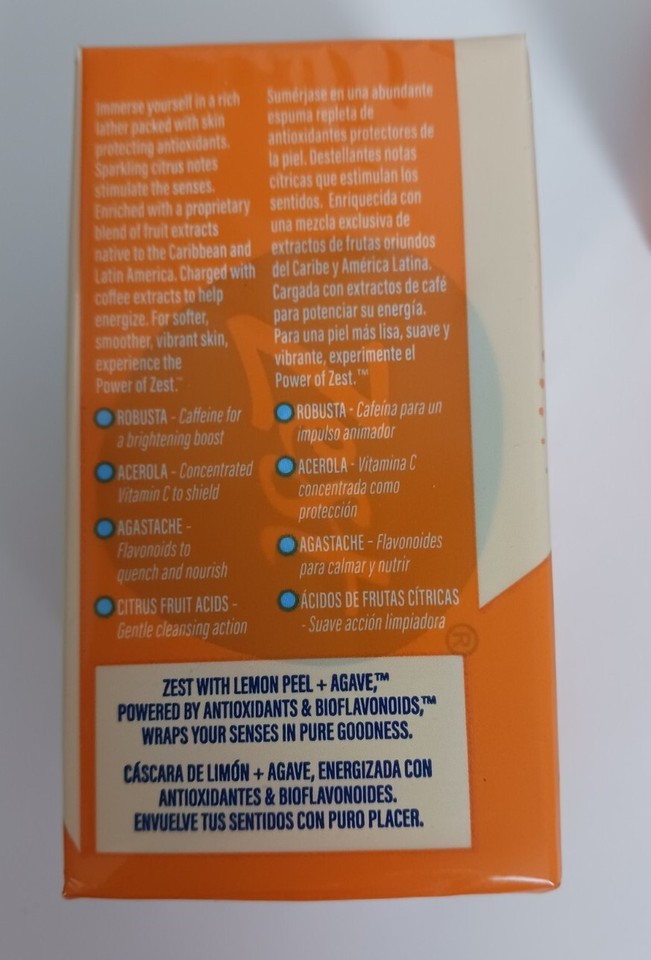 Immerse yourself in a rich
lather packed with skin
protecting antioxidants.
Sparkling citrus notes
stimulate the senses.
Enriched with a proprietary
blend of fruit extracts
native to the Caribbean and
Latin America. Charged with
coffee extracts to help
energize. For softer,
smoother, vibrant skin,
experience the
Power of Zest.™
ROBUSTA - Caffeine for
a brightening boost
ACEROLA - Concentrated
Vitamin C to shield
AGASTACHE -
Flavonoids to
quench and nourish
CITRUS FRUIT ACIDS -
Gentle cleansing action
Sumérjase en una abundante
espuma repleta de
antioxidantes protectores de
la piel. Destellantes notas
cítricas que estimulan los
sentidos. Enriquecida con
una mezcla exclusiva de
extractos de frutas oriundos
del Caribe y América Latina.
Cargada con extractos de café
para potenciar su energía.
Para una piel más lisa, suave y
vibrante, experimente el
Power of Zest.™
ROBUSTA - Cafeína para un
impulso animador
ACEROLA - Vitamina C
concentrada como
protección
AGASTACHE - Flavonoides
para calmar y nutrir
ÁCIDOS DE FRUTAS CÍTRICAS
- Suave acción limpiadora
Zest
®
ZEST WITH LEMON PEEL + AGAVE,™
POWERED BY ANTIOXIDANTS & BIOFLAVONOIDS,™
WRAPS YOUR SENSES IN PURE GOODNESS.
CÁSCARA DE LIMÓN + AGAVE, ENERGIZADA CON
ANTIOXIDANTES & BIOFLAVONOIDES.
ENVUELVE TUS SENTIDOS CON PURO PLACER.